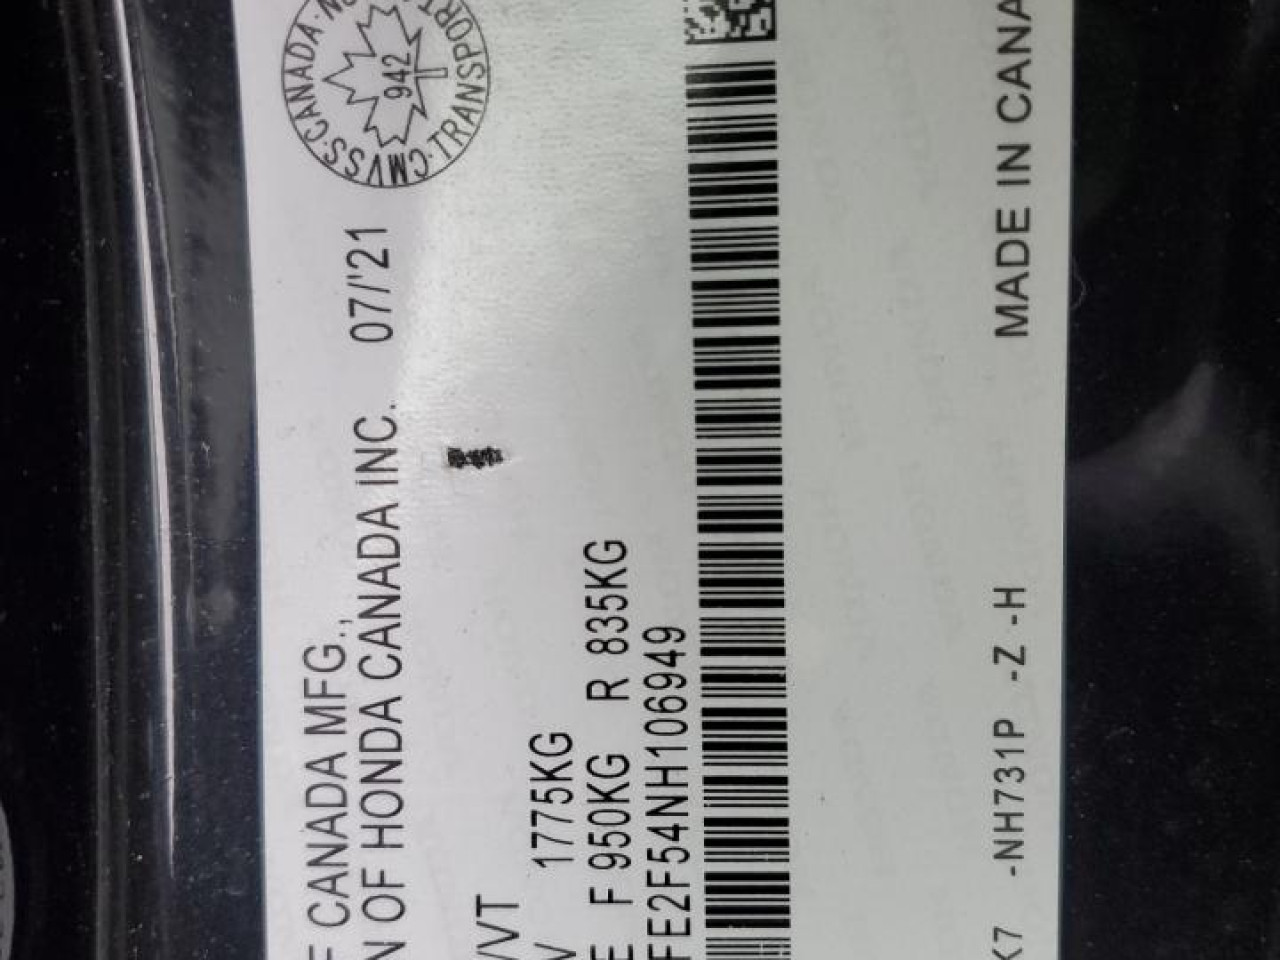 F CANADA MFG.,
N OF HONDA CANADA INC. 07/'21
CANADA
CMVSS
TRANSPORT
942
VT
1775KG
E F 950KG R 835KG
FE2F54NH106949
K7 -NH731P -Z -H
MADE IN CANA